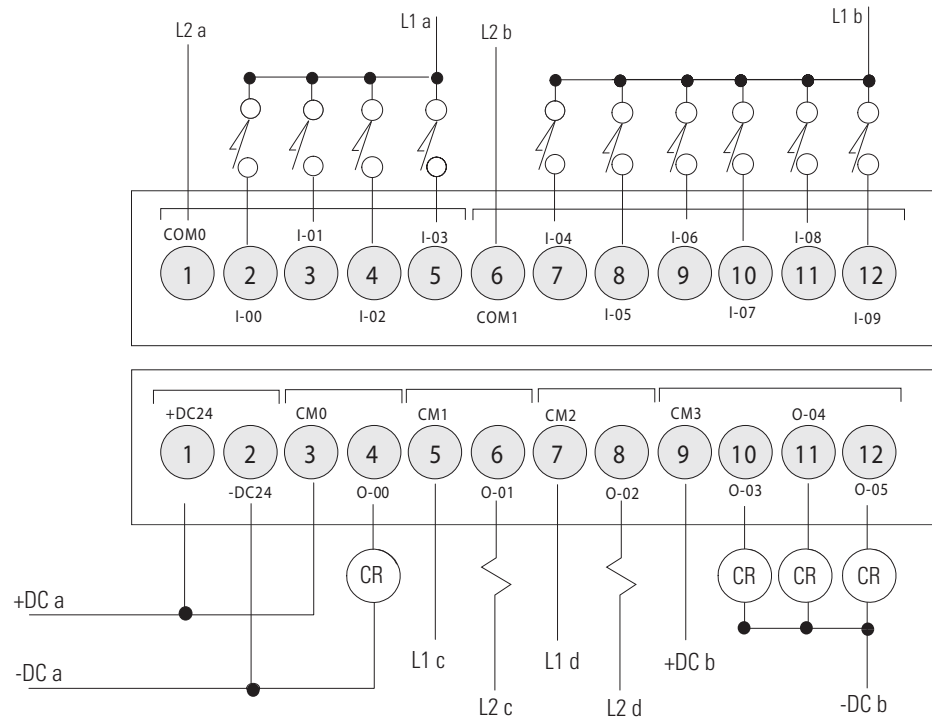 L2 a
L1 a
L2 b
L1 b
COM0
I-01
I-03
I-04
I-06
I-08
1 2 3 4 5 6 7 8 9 10 11 12
I-00
I-02
COM1
I-05
I-07
I-09
+DC24
CM0
CM1
CM2
CM3
O-04
1 2 3 4 5 6 7 8 9 10 11 12
-DC24
O-00
O-01
O-02
O-03
O-05
CR
CR
CR
CR
+DC a
-DC a
L1 c
L1 d
+DC b
L2 c
L2 d
-DC b